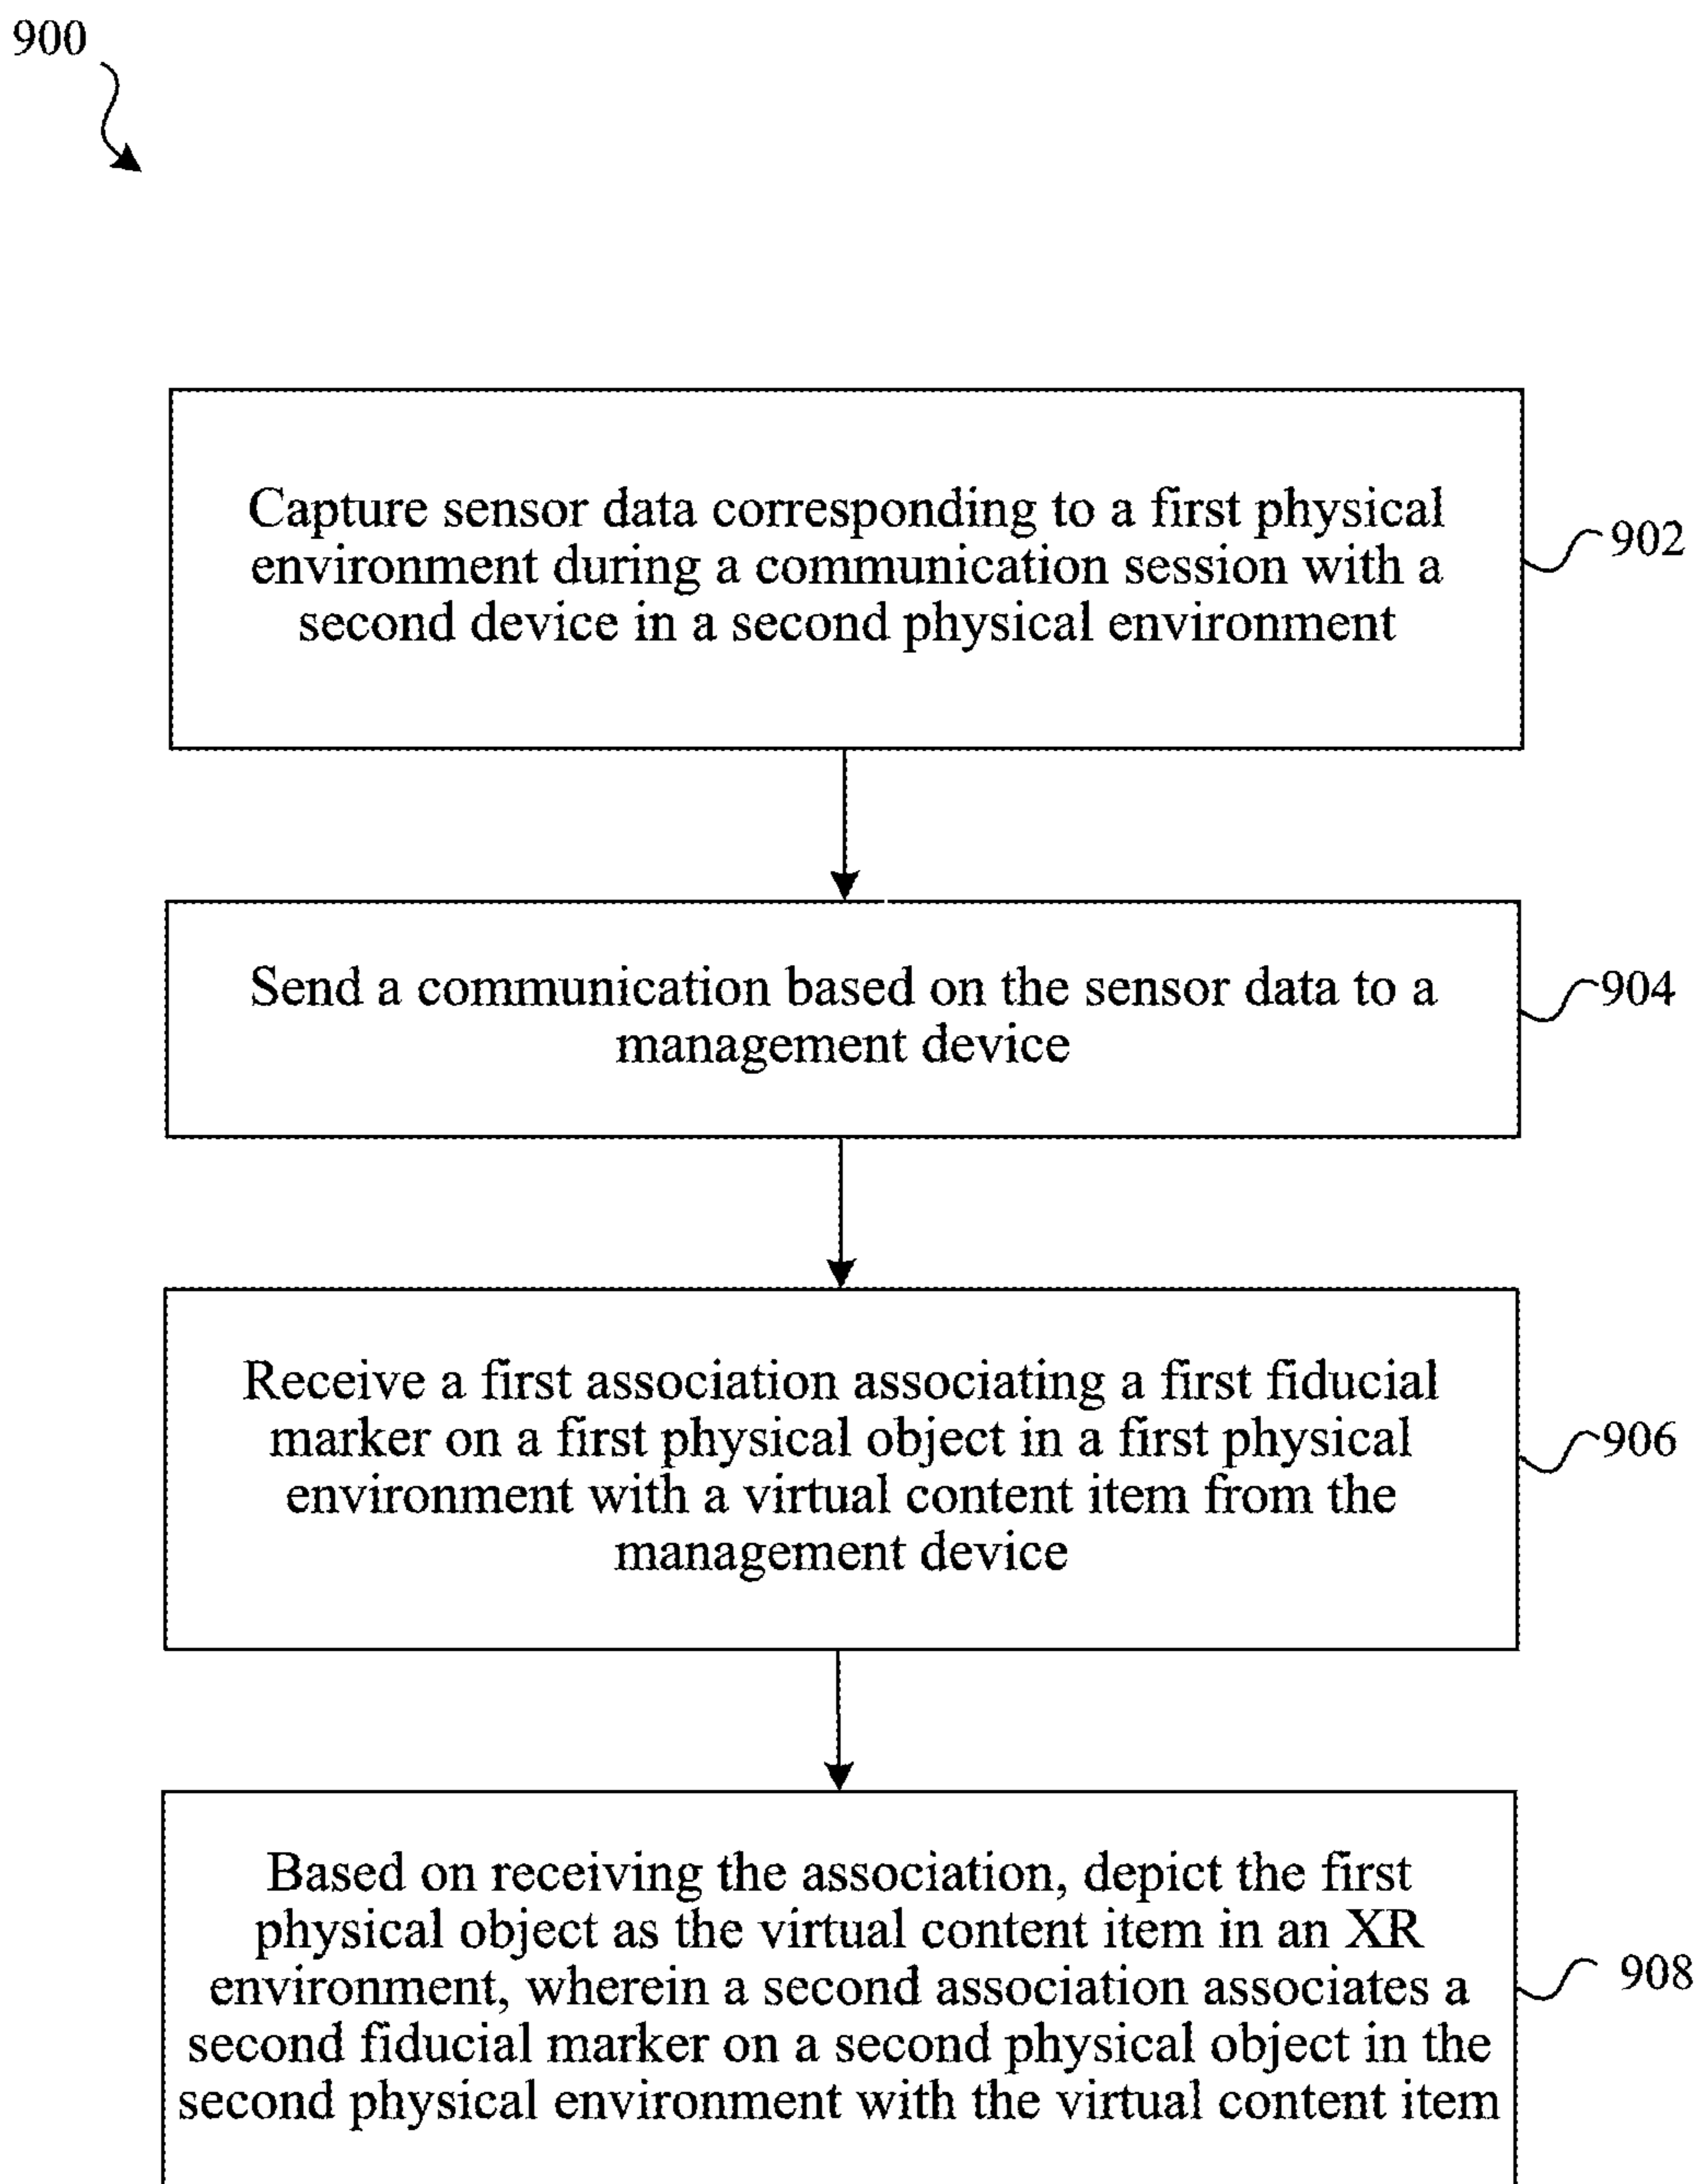 900
Capture sensor data corresponding to a first physical
environment during a communication session with a
second device in a second physical environment
902
Send a communication based on the sensor data to a
management device
904
Receive a first association associating a first fiducial
marker on a first physical object in a first physical
environment with a virtual content item from the
management device
906
Based on receiving the association, depict the first
physical object as the virtual content item in an XR
environment, wherein a second association associates a
second fiducial marker on a second physical object in the
second physical environment with the virtual content item
908